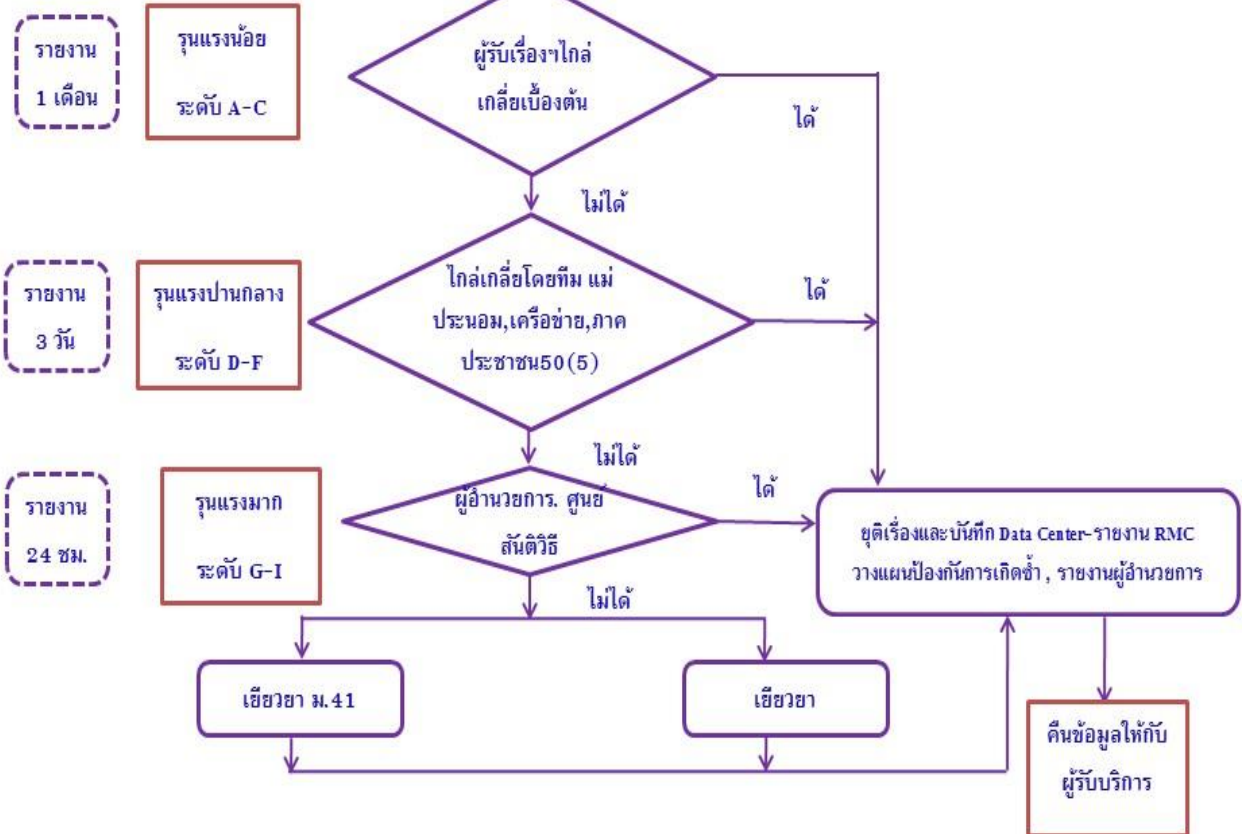 รายงาน
1 เดือน
รุนแรงน้อย
ระดับ A-C
ผู้รับเรื่องฯไกล่
เกลี่ยเบื้องต้น
ได้
ไม่ได้
รายงาน
3 วัน
รุนแรงปานกลาง
ระดับ D-F
ไกล่เกลี่ยโดยทีม แม่
ประนอม,เครือข่าย,ภาค
ประชาชน50(5)
ได้
ไม่ได้
รายงาน
24 ชม.
รุนแรงมาก
ระดับ G-I
ผู้อำนวยการ. ศูนย์
สันติวิธี
ได้
ไม่ได้
ยุติเรื่องและบันทึก Data Center-รายงาน RMC
วางแผนป้องกันการเกิดซ้ำ , รายงานผู้อำนวยการ
เยียวยา ม.41
เยียวยา
คืนข้อมูลให้กับ
ผู้รับบริการ